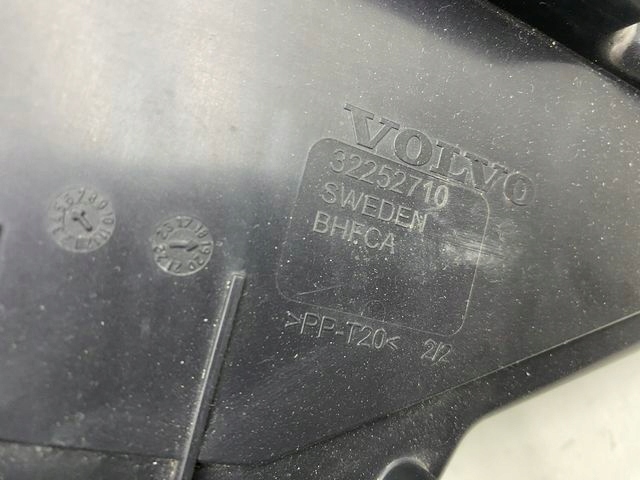 VOLVO
32252710
SWEDEN
BHFCA
>PP-T20< 2/2